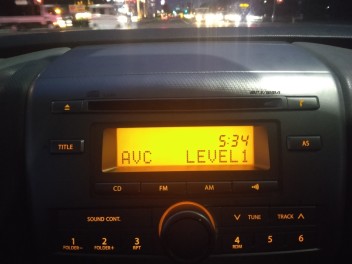 5:34
AVC LEVEL1
TITLE
AS
CD FM AM
SOUND CONT.
TUNE TRACK
1 2 3 4 5 6
FOLDER- FOLDER+ RPT RDM